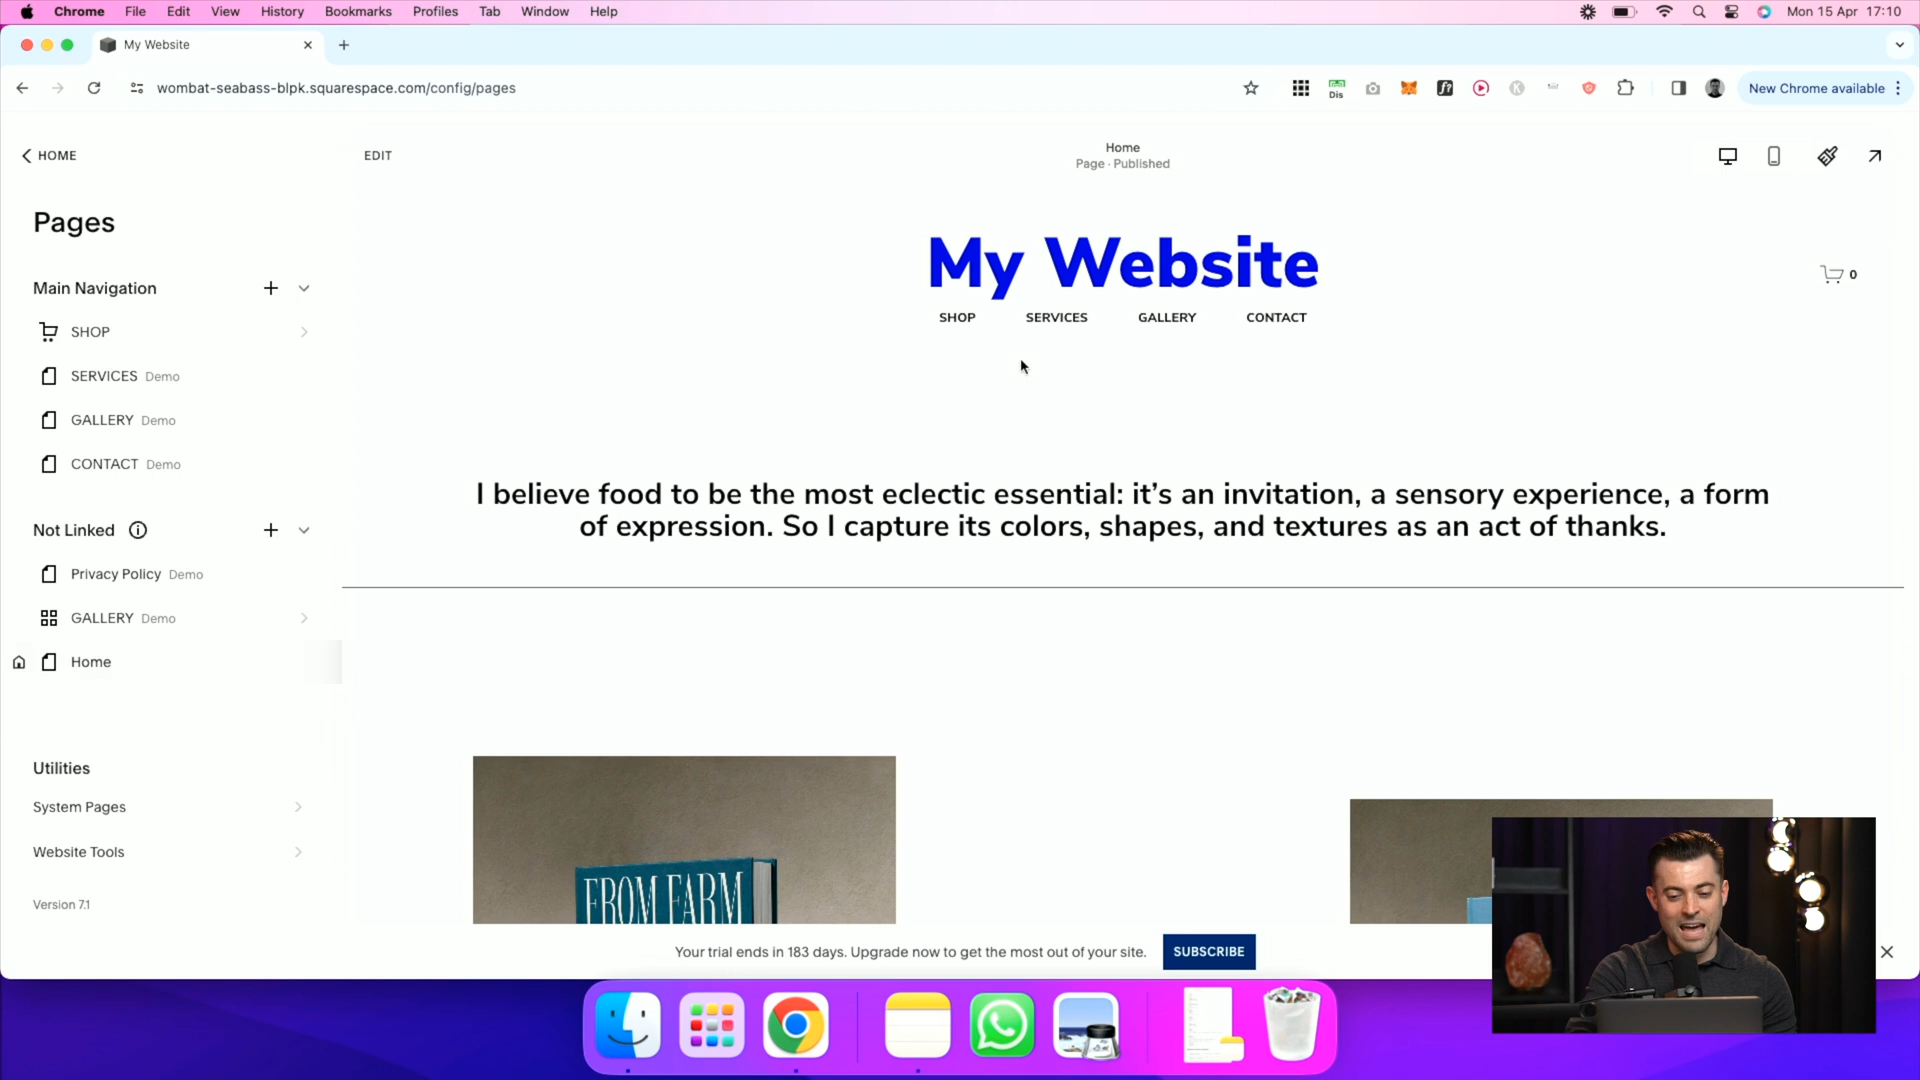 Chrome File Edit View History Bookmarks Profiles Tab Window Help
Mon 15 Apr 17:10
My Website
wombat-seabass-blpk.squarespace.com/config/pages
Dis
New Chrome available
HOME
EDIT
Home
Page · Published
Pages
Main Navigation
SHOP
SERVICES Demo
GALLERY Demo
CONTACT Demo
Not Linked
Privacy Policy Demo
GALLERY Demo
Home
Utilities
System Pages
Website Tools
Version 7.1
My Website
0
SHOP SERVICES GALLERY CONTACT
I believe food to be the most eclectic essential: it’s an invitation, a sensory experience, a form
of expression. So I capture its colors, shapes, and textures as an act of thanks.
FROM FARM
Your trial ends in 183 days. Upgrade now to get the most out of your site.
SUBSCRIBE